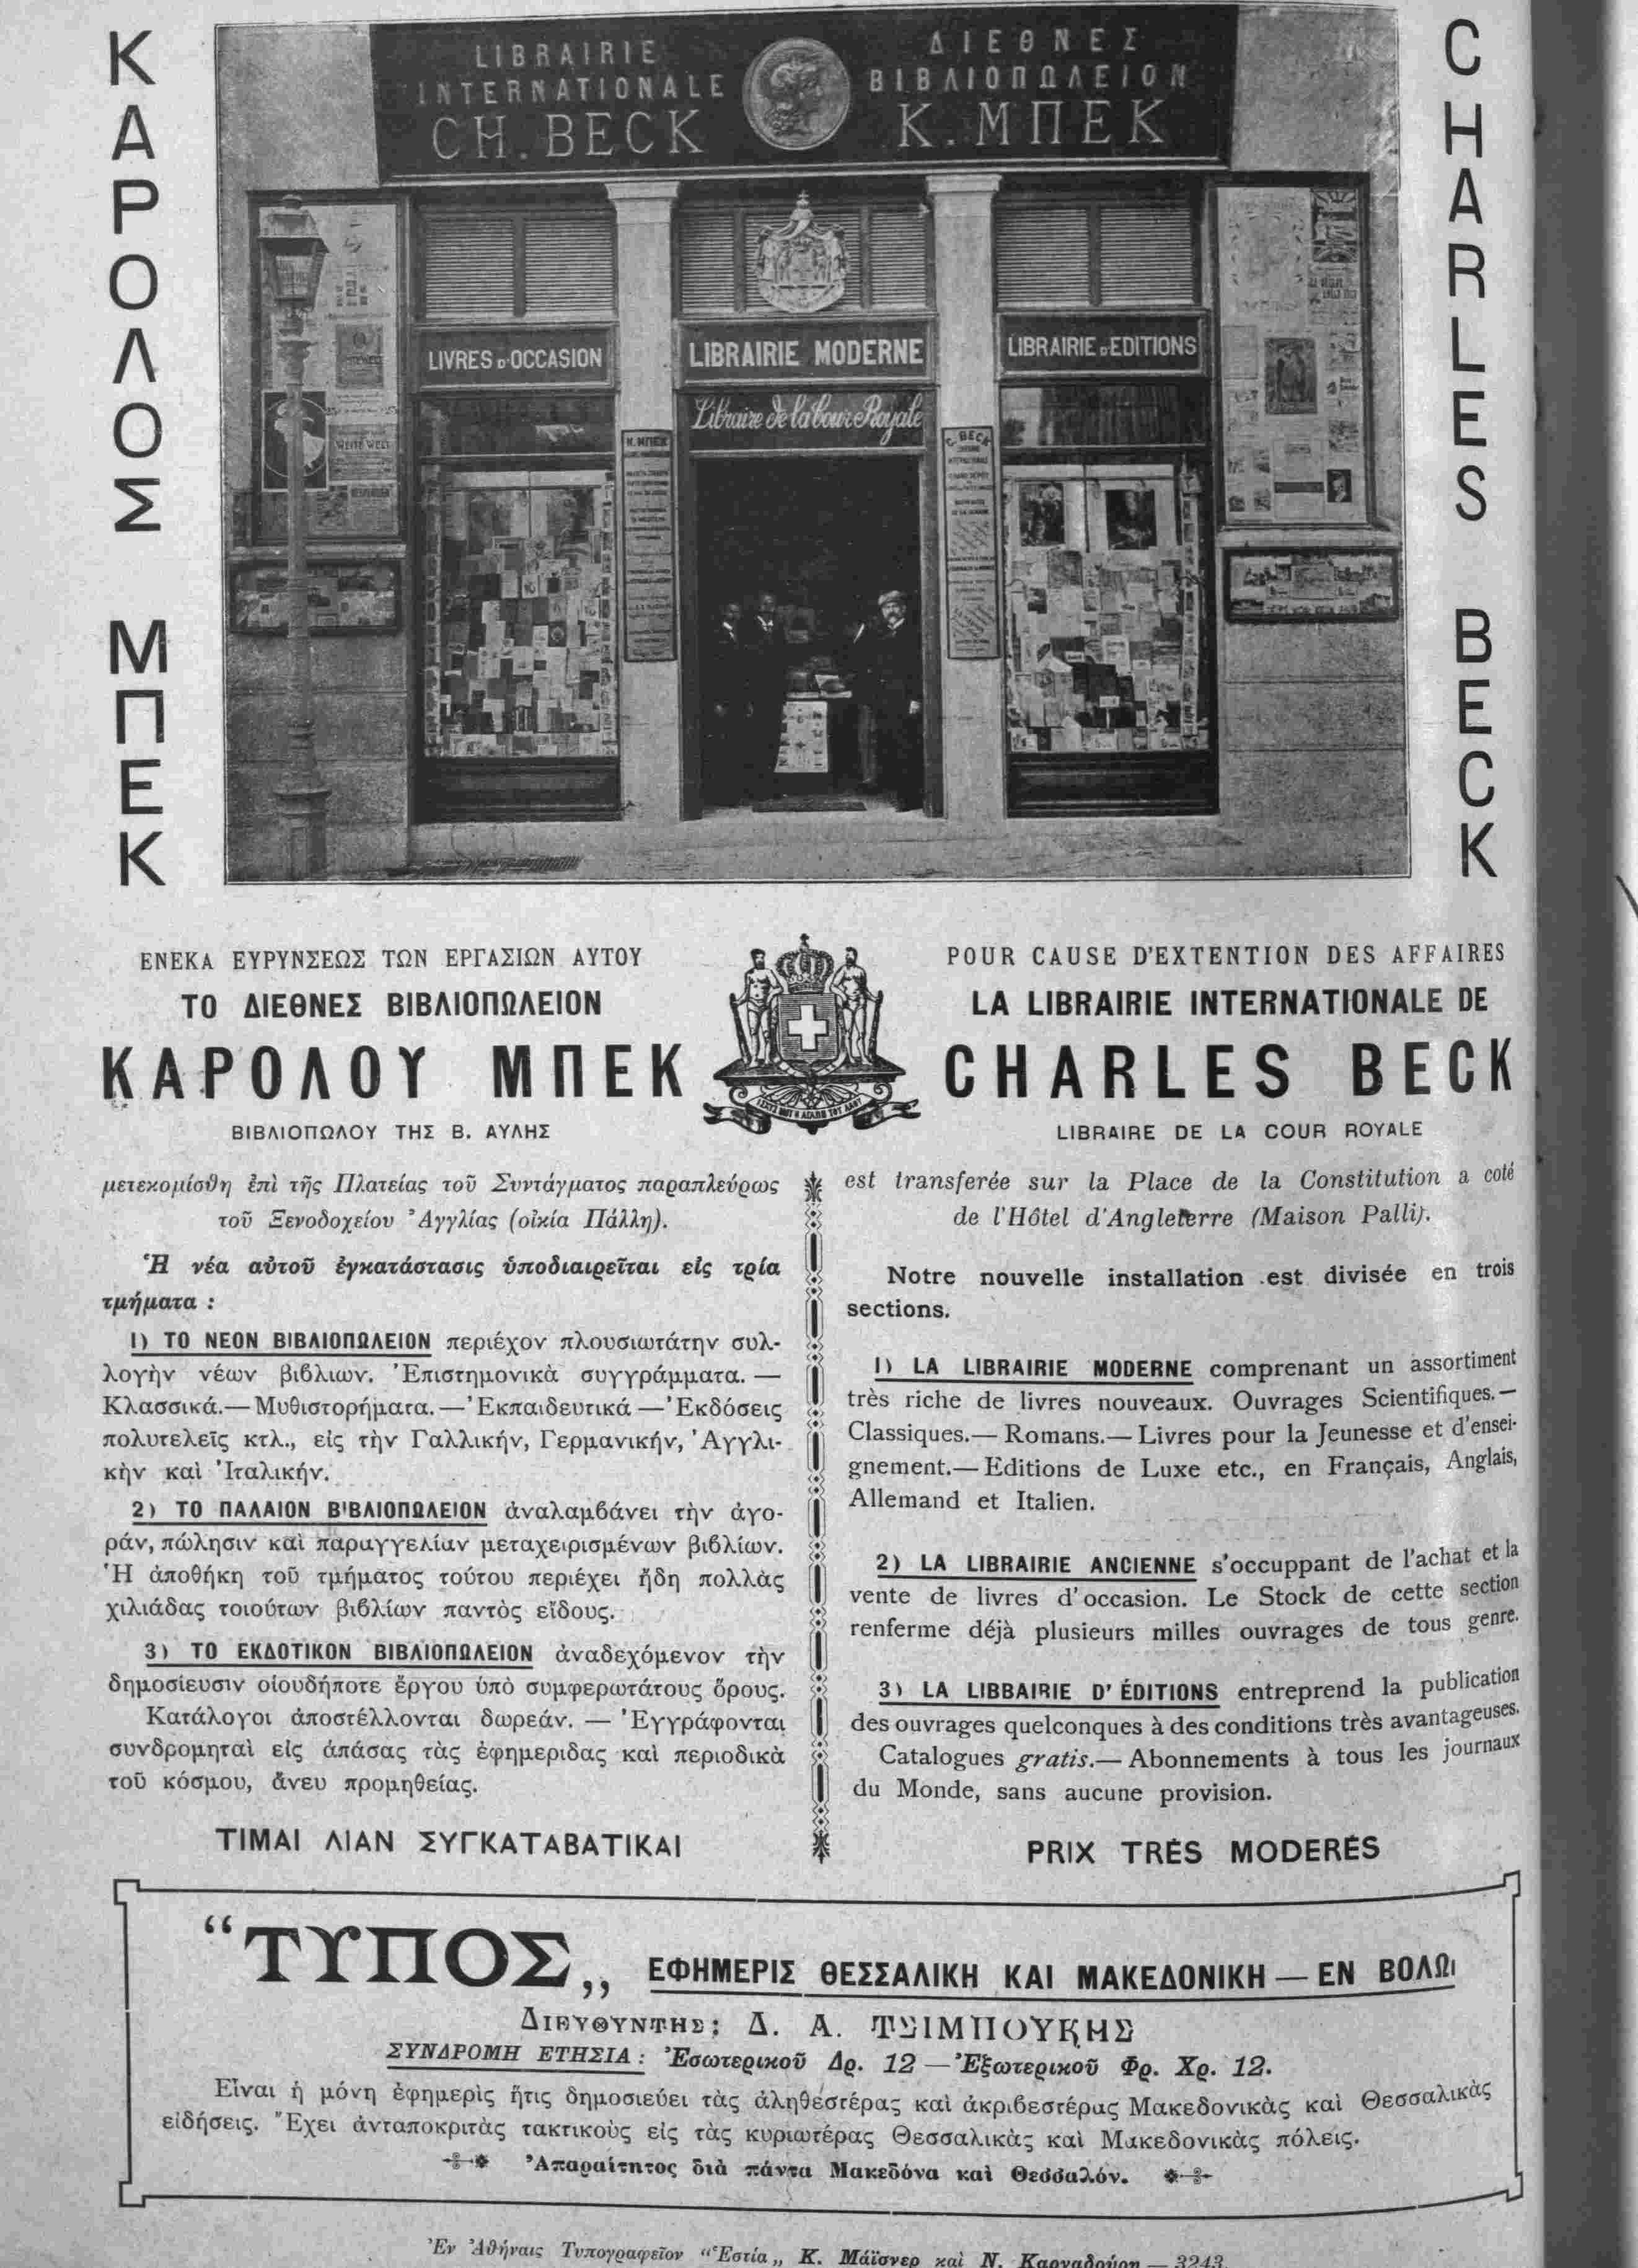 ΚΑΡΟΛΟΣ ΜΠΕΚ
CHARLES BECK
LIBRAIRIE
INTERNATIONALE
CH. BECK
ΔΙΕΘΝΕΣ
ΒΙΒΛΙΟΠΩΛΕΙΟΝ
Κ. ΜΠΕΚ
LIVRES D'OCCASION
LIBRAIRIE MODERNE
LIBRAIRIE D'EDITIONS
Libraire de la Cour Royale
Κ. ΜΠΕΚ
C. BECK
ΕΝΕΚΑ ΕΥΡΥΝΣΕΩΣ ΤΩΝ ΕΡΓΑΣΙΩΝ ΑΥΤΟΥ
ΤΟ ΔΙΕΘΝΕΣ ΒΙΒΛΙΟΠΩΛΕΙΟΝ
ΚΑΡΟΛΟΥ ΜΠΕΚ
ΒΙΒΛΙΟΠΩΛΟΥ ΤΗΣ Β. ΑΥΛΗΣ
μετεκομίσθη ἐπὶ τῆς Πλατείας τοῦ Συντάγματος παραπλεύρως
τοῦ Ξενοδοχείου Ἀγγλίας (οἰκία Πάλλη).
Ἡ νέα αὐτοῦ ἐγκατάστασις ὑποδιαιρεῖται εἰς τρία
τμήματα :
1) ΤΟ ΝΕΟΝ ΒΙΒΛΙΟΠΩΛΕΙΟΝ περιέχον πλουσιωτάτην συλ-
λογὴν νέων βιβλιων. Ἐπιστημονικὰ συγγράμματα. —
Κλασσικά.— Μυθιστορήματα. — Ἐκπαιδευτικά — Ἐκδόσεις
πολυτελεῖς κτλ., εἰς τὴν Γαλλικήν, Γερμανικήν, Ἀγγλι-
κὴν καὶ Ἰταλικήν.
2) ΤΟ ΠΑΛΑΙΟΝ ΒΙΒΛΙΟΠΩΛΕΙΟΝ ἀναλαμβάνει τὴν ἀγο-
ράν, πώλησιν καὶ παραγγελίαν μεταχειρισμένων βιβλίων.
Ἡ ἀποθήκη τοῦ τμήματος τούτου περιέχει ἤδη πολλὰς
χιλιάδας τοιούτων βιβλίων παντὸς εἴδους.
3) ΤΟ ΕΚΔΟΤΙΚΟΝ ΒΙΒΛΙΟΠΩΛΕΙΟΝ ἀναδεχόμενον τὴν
δημοσίευσιν οἱουδήποτε ἔργου ὑπὸ συμφερωτάτους ὅρους.
Κατάλογοι ἀποστέλλονται δωρεάν. — Ἐγγράφονται
συνδρομηταὶ εἰς ἁπάσας τὰς ἐφημεριδας καὶ περιοδικὰ
τοῦ κόσμου, ἄνευ προμηθείας.
ΤΙΜΑΙ ΛΙΑΝ ΣΥΓΚΑΤΑΒΑΤΙΚΑΙ
ΙΣΧΥΣ ΜΟΥ Η ΑΓΑΠΗ ΤΟΥ ΛΑΟΥ
POUR CAUSE D'EXTENTION DES AFFAIRES
LA LIBRAIRIE INTERNATIONALE DE
CHARLES BECK
LIBRAIRE DE LA COUR ROYALE
est transferée sur la Place de la Constitution a coté
de l'Hôtel d'Angleterre (Maison Palli).
Notre nouvelle installation est divisée en trois
sections.
1) LA LIBRAIRIE MODERNE comprenant un assortiment
très riche de livres nouveaux. Ouvrages Scientifiques.—
Classiques.— Romans.— Livres pour la Jeunesse et d'ensei-
gnement.— Editions de Luxe etc., en Français, Anglais,
Allemand et Italien.
2) LA LIBRAIRIE ANCIENNE s'occuppant de l'achat et la
vente de livres d'occasion. Le Stock de cette section
renferme déjà plusieurs milles ouvrages de tous genre.
3) LA LIBBAIRIE D' ÉDITIONS entreprend la publication
des ouvrages quelconques à des conditions très avantageuses.
Catalogues gratis.— Abonnements à tous les journaux
du Monde, sans aucune provision.
PRIX TRÉS MODERÉS
“ΤΥΠΟΣ„ ΕΦΗΜΕΡΙΣ ΘΕΣΣΑΛΙΚΗ ΚΑΙ ΜΑΚΕΔΟΝΙΚΗ — ΕΝ ΒΟΛΩι
ΔΙΕΥΘΥΝΤΗΣ: Δ. Α. ΤΣΙΜΠΟΥΚΗΣ
ΣΥΝΔΡΟΜΗ ΕΤΗΣΙΑ : Ἐσωτερικοῦ Δρ. 12 — Ἐξωτερικοῦ Φρ. Χρ. 12.
Εἶναι ἡ μόνη ἐφημερὶς ἥτις δημοσιεύει τὰς ἀληθεστέρας καὶ ἀκριβεστέρας Μακεδονικὰς καὶ Θεσσαλικὰς
εἰδήσεις. Ἔχει ἀνταποκριτὰς τακτικοὺς εἰς τὰς κυριωτέρας Θεσσαλικὰς καὶ Μακεδονικὰς πόλεις.
Ἀπαραίτητος διὰ πάντα Μακεδόνα καὶ Θεσσαλόν.
Ἐν Ἀθήναις Τυπογραφεῖον “Ἑστία„ Κ. Μάϊσνερ καὶ Ν. Καργαδούρη — 3243.